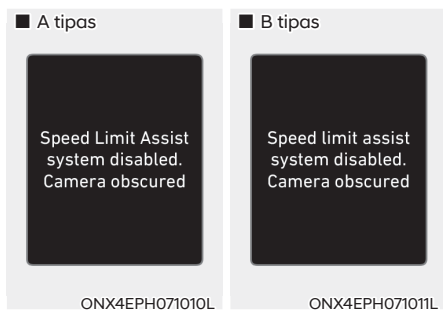 ■ A tipas
Speed Limit Assist
system disabled.
Camera obscured
ONX4EPH071010L
■ B tipas
Speed limit assist
system disabled.
Camera obscured
ONX4EPH071011L